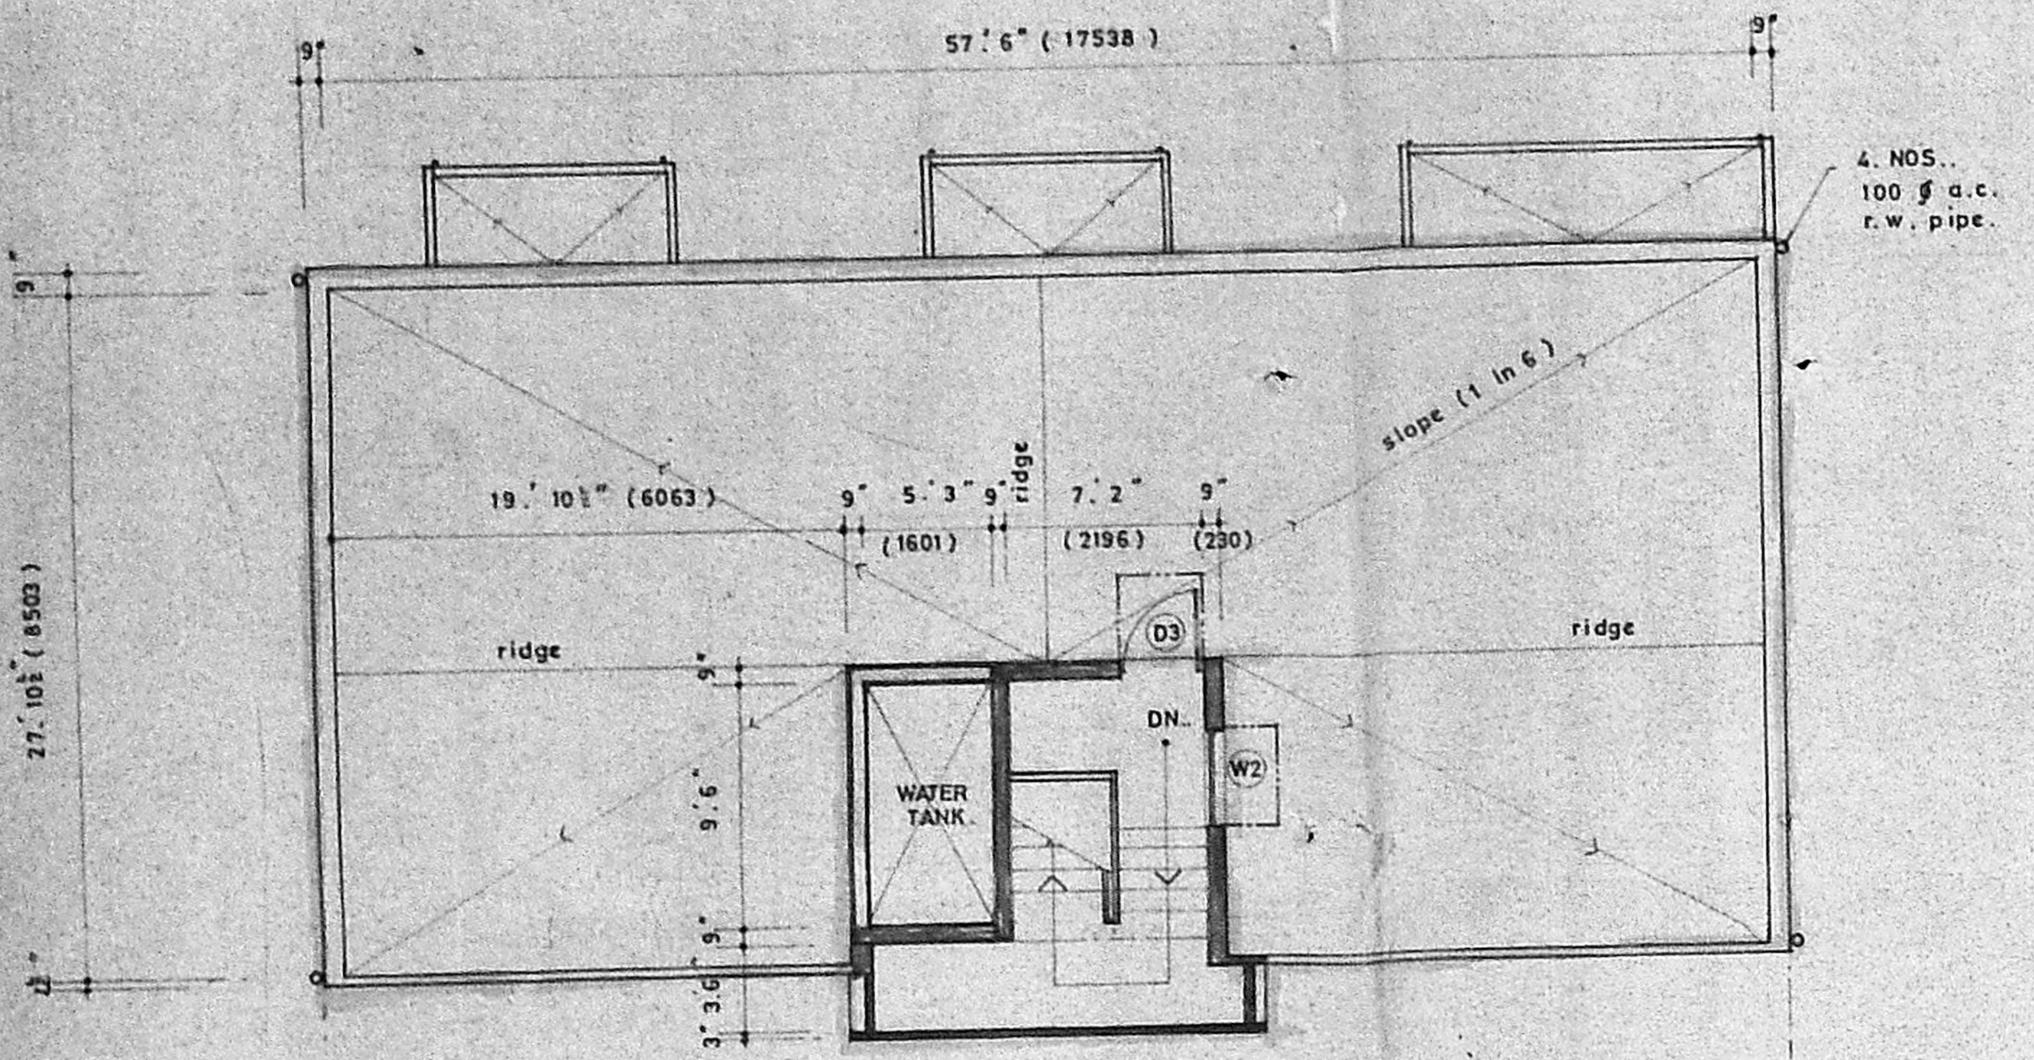 9"
57.'6" (17538)
9"
4. NOS..
100 ∮ a.c.
r.w. pipe.
9"
slope (1 in 6)
ridge
19.' 10½" (6063)
9"
5.'3"
9"
7.'2"
9"
(1601)
(2196)
(230)
27.'10½" (8503)
D3
ridge
ridge
9"
DN..
W2
9.'6"
WATER
TANK.
9"
3.6'
3"